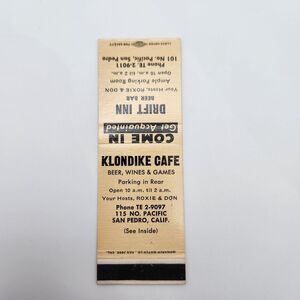 101 No. Pacific, San Pedro
Phone TE 2-9011
Open 10 a.m. til 2 a.m.
Ample Parking Room
Your Hosts, ROXIE & DON
BEER BAR
DRIFT INN
Get Acquainted
COME IN
KLONDIKE CAFE
BEER, WINES & GAMES
Parking in Rear
Open 10 a.m. til 2 a.m.
Your Hosts, ROXIE & DON
Phone TE 2-9097
115 NO. PACIFIC
SAN PEDRO, CALIF.
(See Inside)